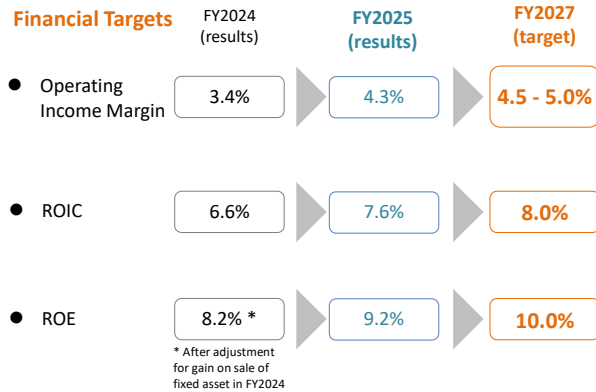 Financial Targets
FY2024
(results)
FY2025
(results)
FY2027
(target)
● Operating
Income Margin
3.4%
4.3%
4.5 - 5.0%
● ROIC
6.6%
7.6%
8.0%
● ROE
8.2% *
9.2%
10.0%
* After adjustment
for gain on sale of
fixed asset in FY2024